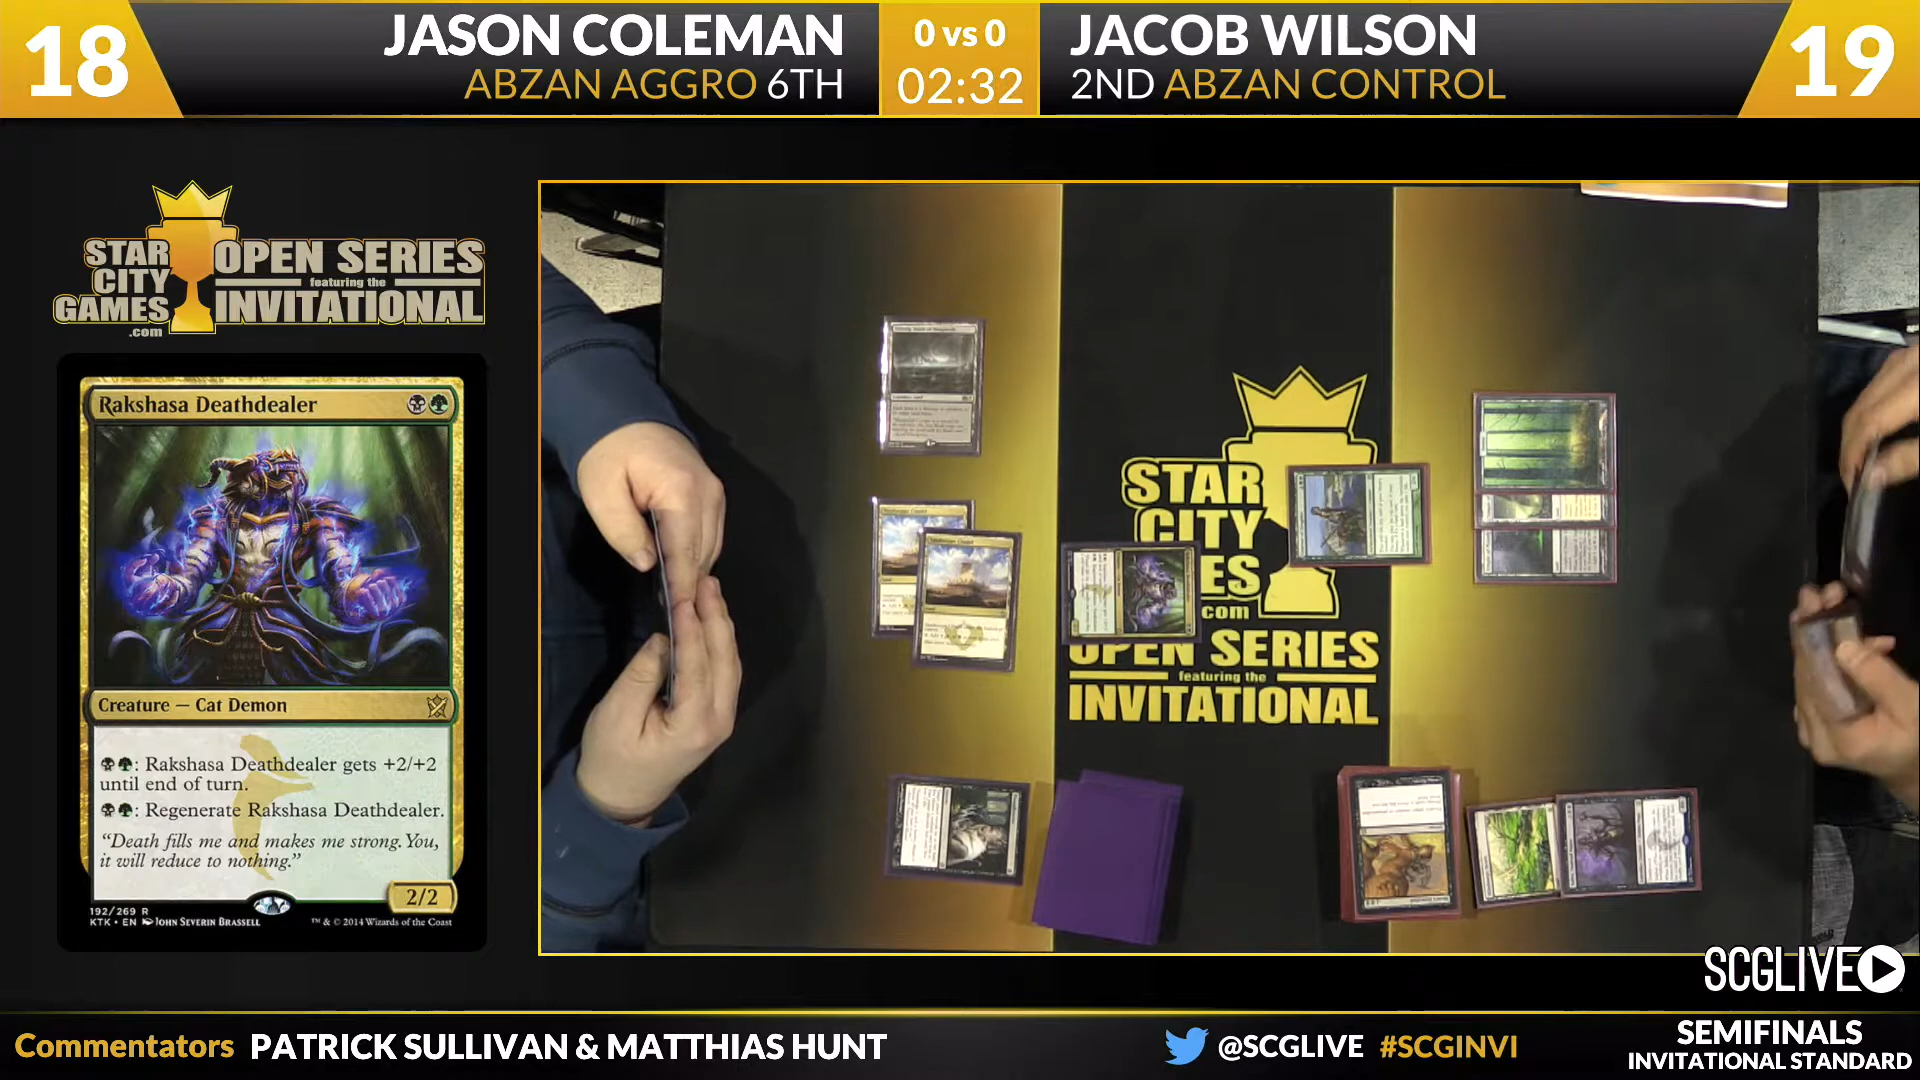 18
JASON COLEMAN
ABZAN AGGRO 6TH
0 vs 0
02:32
JACOB WILSON
2ND ABZAN CONTROL
19
STAR CITY GAMES .com
OPEN SERIES
featuring the
INVITATIONAL
Rakshasa Deathdealer
Creature — Cat Demon
: Rakshasa Deathdealer gets +2/+2
until end of turn.
: Regenerate Rakshasa Deathdealer.
“Death fills me and makes me strong. You,
it will reduce to nothing.”
2/2
192/269 R
KTK • EN JOHN SEVERIN BRASSELL
™ & © 2014 Wizards of the Coast
STAR
CITY
ES
com
OPEN SERIES
featuring the
INVITATIONAL
SCGLIVE
Commentators PATRICK SULLIVAN & MATTHIAS HUNT
@SCGLIVE #SCGINVI
SEMIFINALS
INVITATIONAL STANDARD